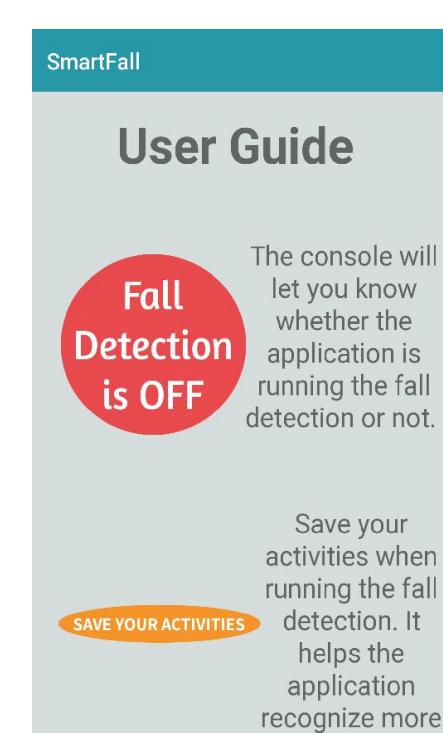 SmartFall
User Guide
Fall
Detection
is OFF
The console will
let you know
whether the
application is
running the fall
detection or not.
SAVE YOUR ACTIVITIES
Save your
activities when
running the fall
detection. It
helps the
application
recognize more